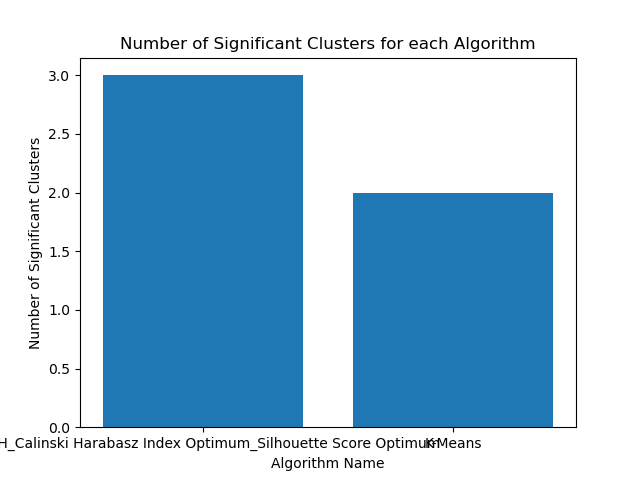 Number of Significant Clusters for each Algorithm
Number of Significant Clusters
3.0
2.5
2.0
1.5
1.0
0.5
0.0
H_Calinski Harabasz Index Optimum_Silhouette Score Optimum KMeans
Algorithm Name